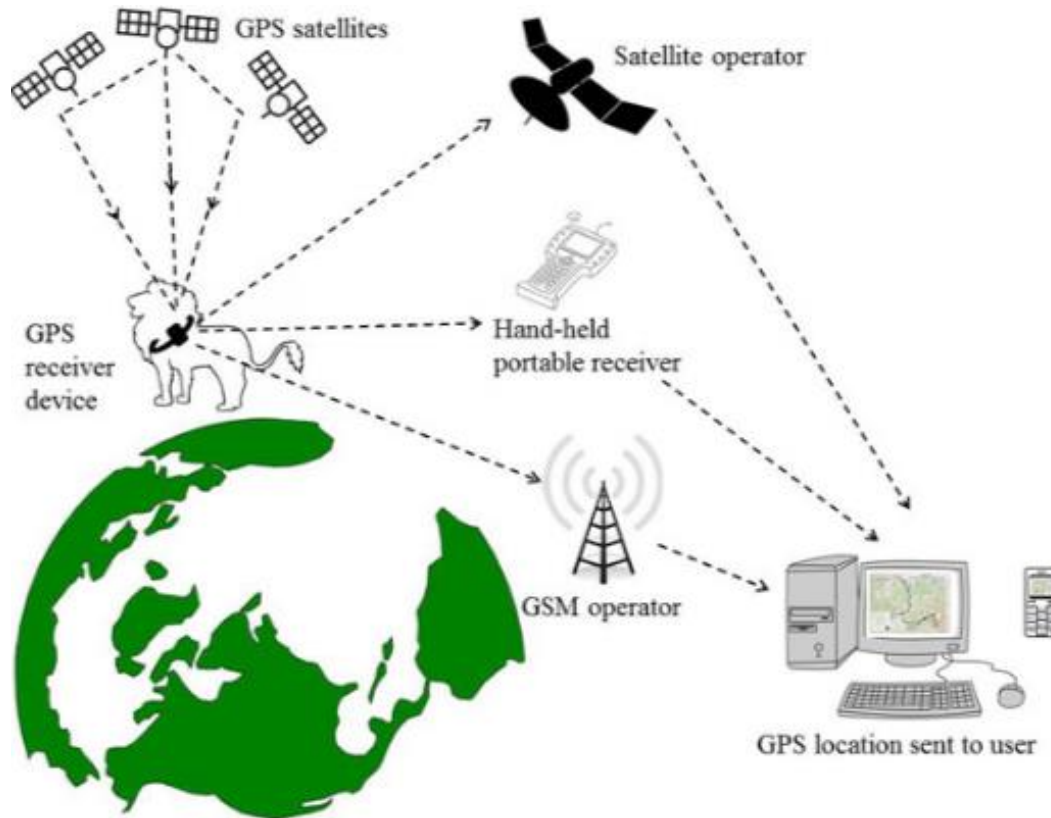 GPS satellites
Satellite operator
GPS
receiver
device
Hand-held
portable receiver
GSM operator
GPS location sent to user